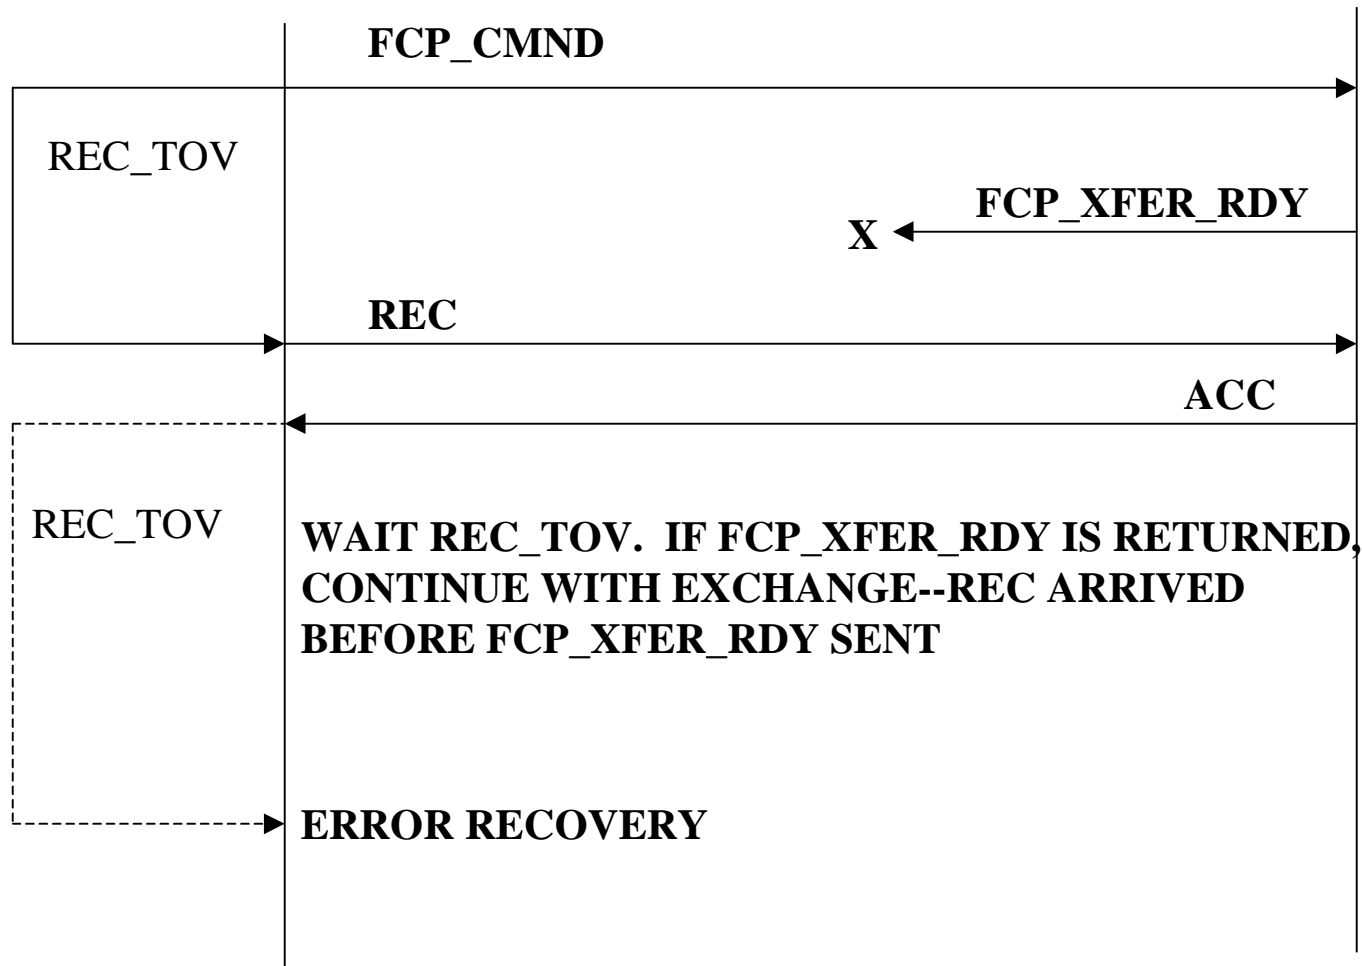 FCP_CMND
REC_TOV
FCP_XFER_RDY
X
REC
ACC
REC_TOV
WAIT REC_TOV.  IF FCP_XFER_RDY IS RETURNED,
CONTINUE WITH EXCHANGE--REC ARRIVED
BEFORE FCP_XFER_RDY SENT
ERROR RECOVERY